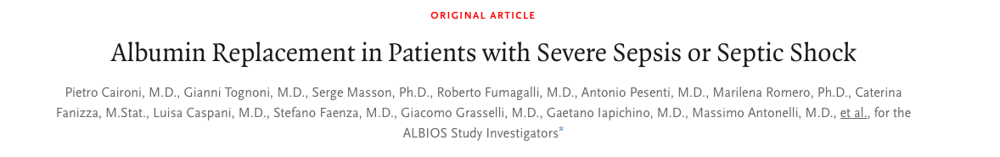 ORIGINAL ARTICLE
Albumin Replacement in Patients with Severe Sepsis or Septic Shock
Pietro Caironi, M.D., Gianni Tognoni, M.D., Serge Masson, Ph.D., Roberto Fumagalli, M.D., Antonio Pesenti, M.D., Marilena Romero, Ph.D., Caterina
Fanizza, M.Stat., Luisa Caspani, M.D., Stefano Faenza, M.D., Giacomo Grasselli, M.D., Gaetano Iapichino, M.D., Massimo Antonelli, M.D., et al., for the
ALBIOS Study Investigators*